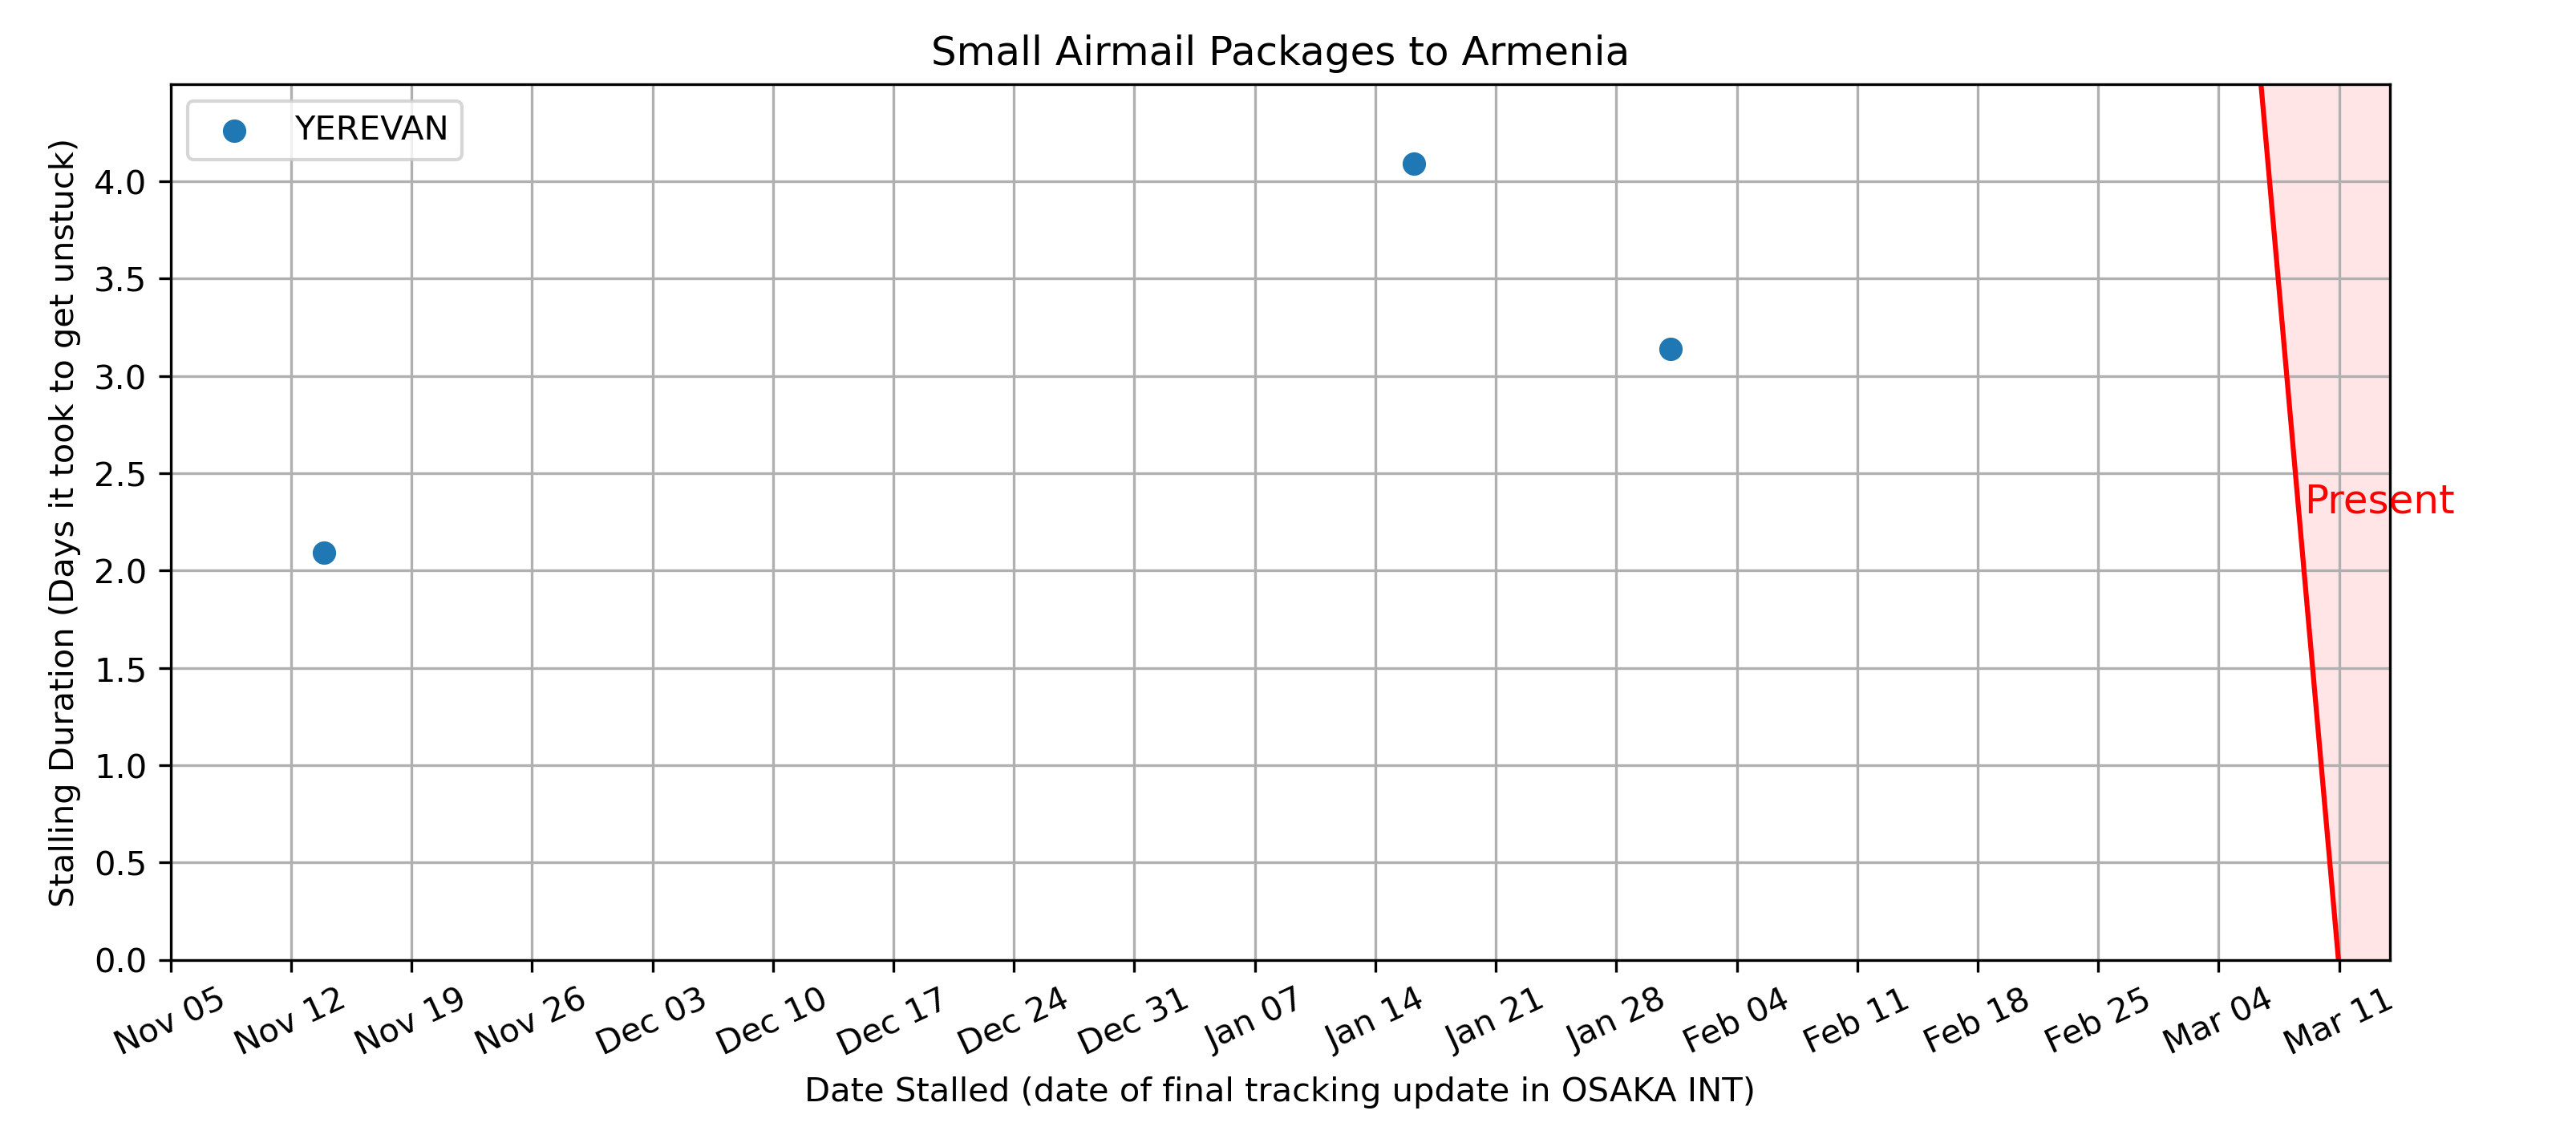 Small Airmail Packages to Armenia
YEREVAN
Stalling Duration (Days it took to get unstuck)
4.0
3.5
3.0
2.5
2.0
1.5
1.0
0.5
0.0
Present
Nov 05
Nov 12
Nov 19
Nov 26
Dec 03
Dec 10
Dec 17
Dec 24
Dec 31
Jan 07
Jan 14
Jan 21
Jan 28
Feb 04
Feb 11
Feb 18
Feb 25
Mar 04
Mar 11
Date Stalled (date of final tracking update in OSAKA INT)